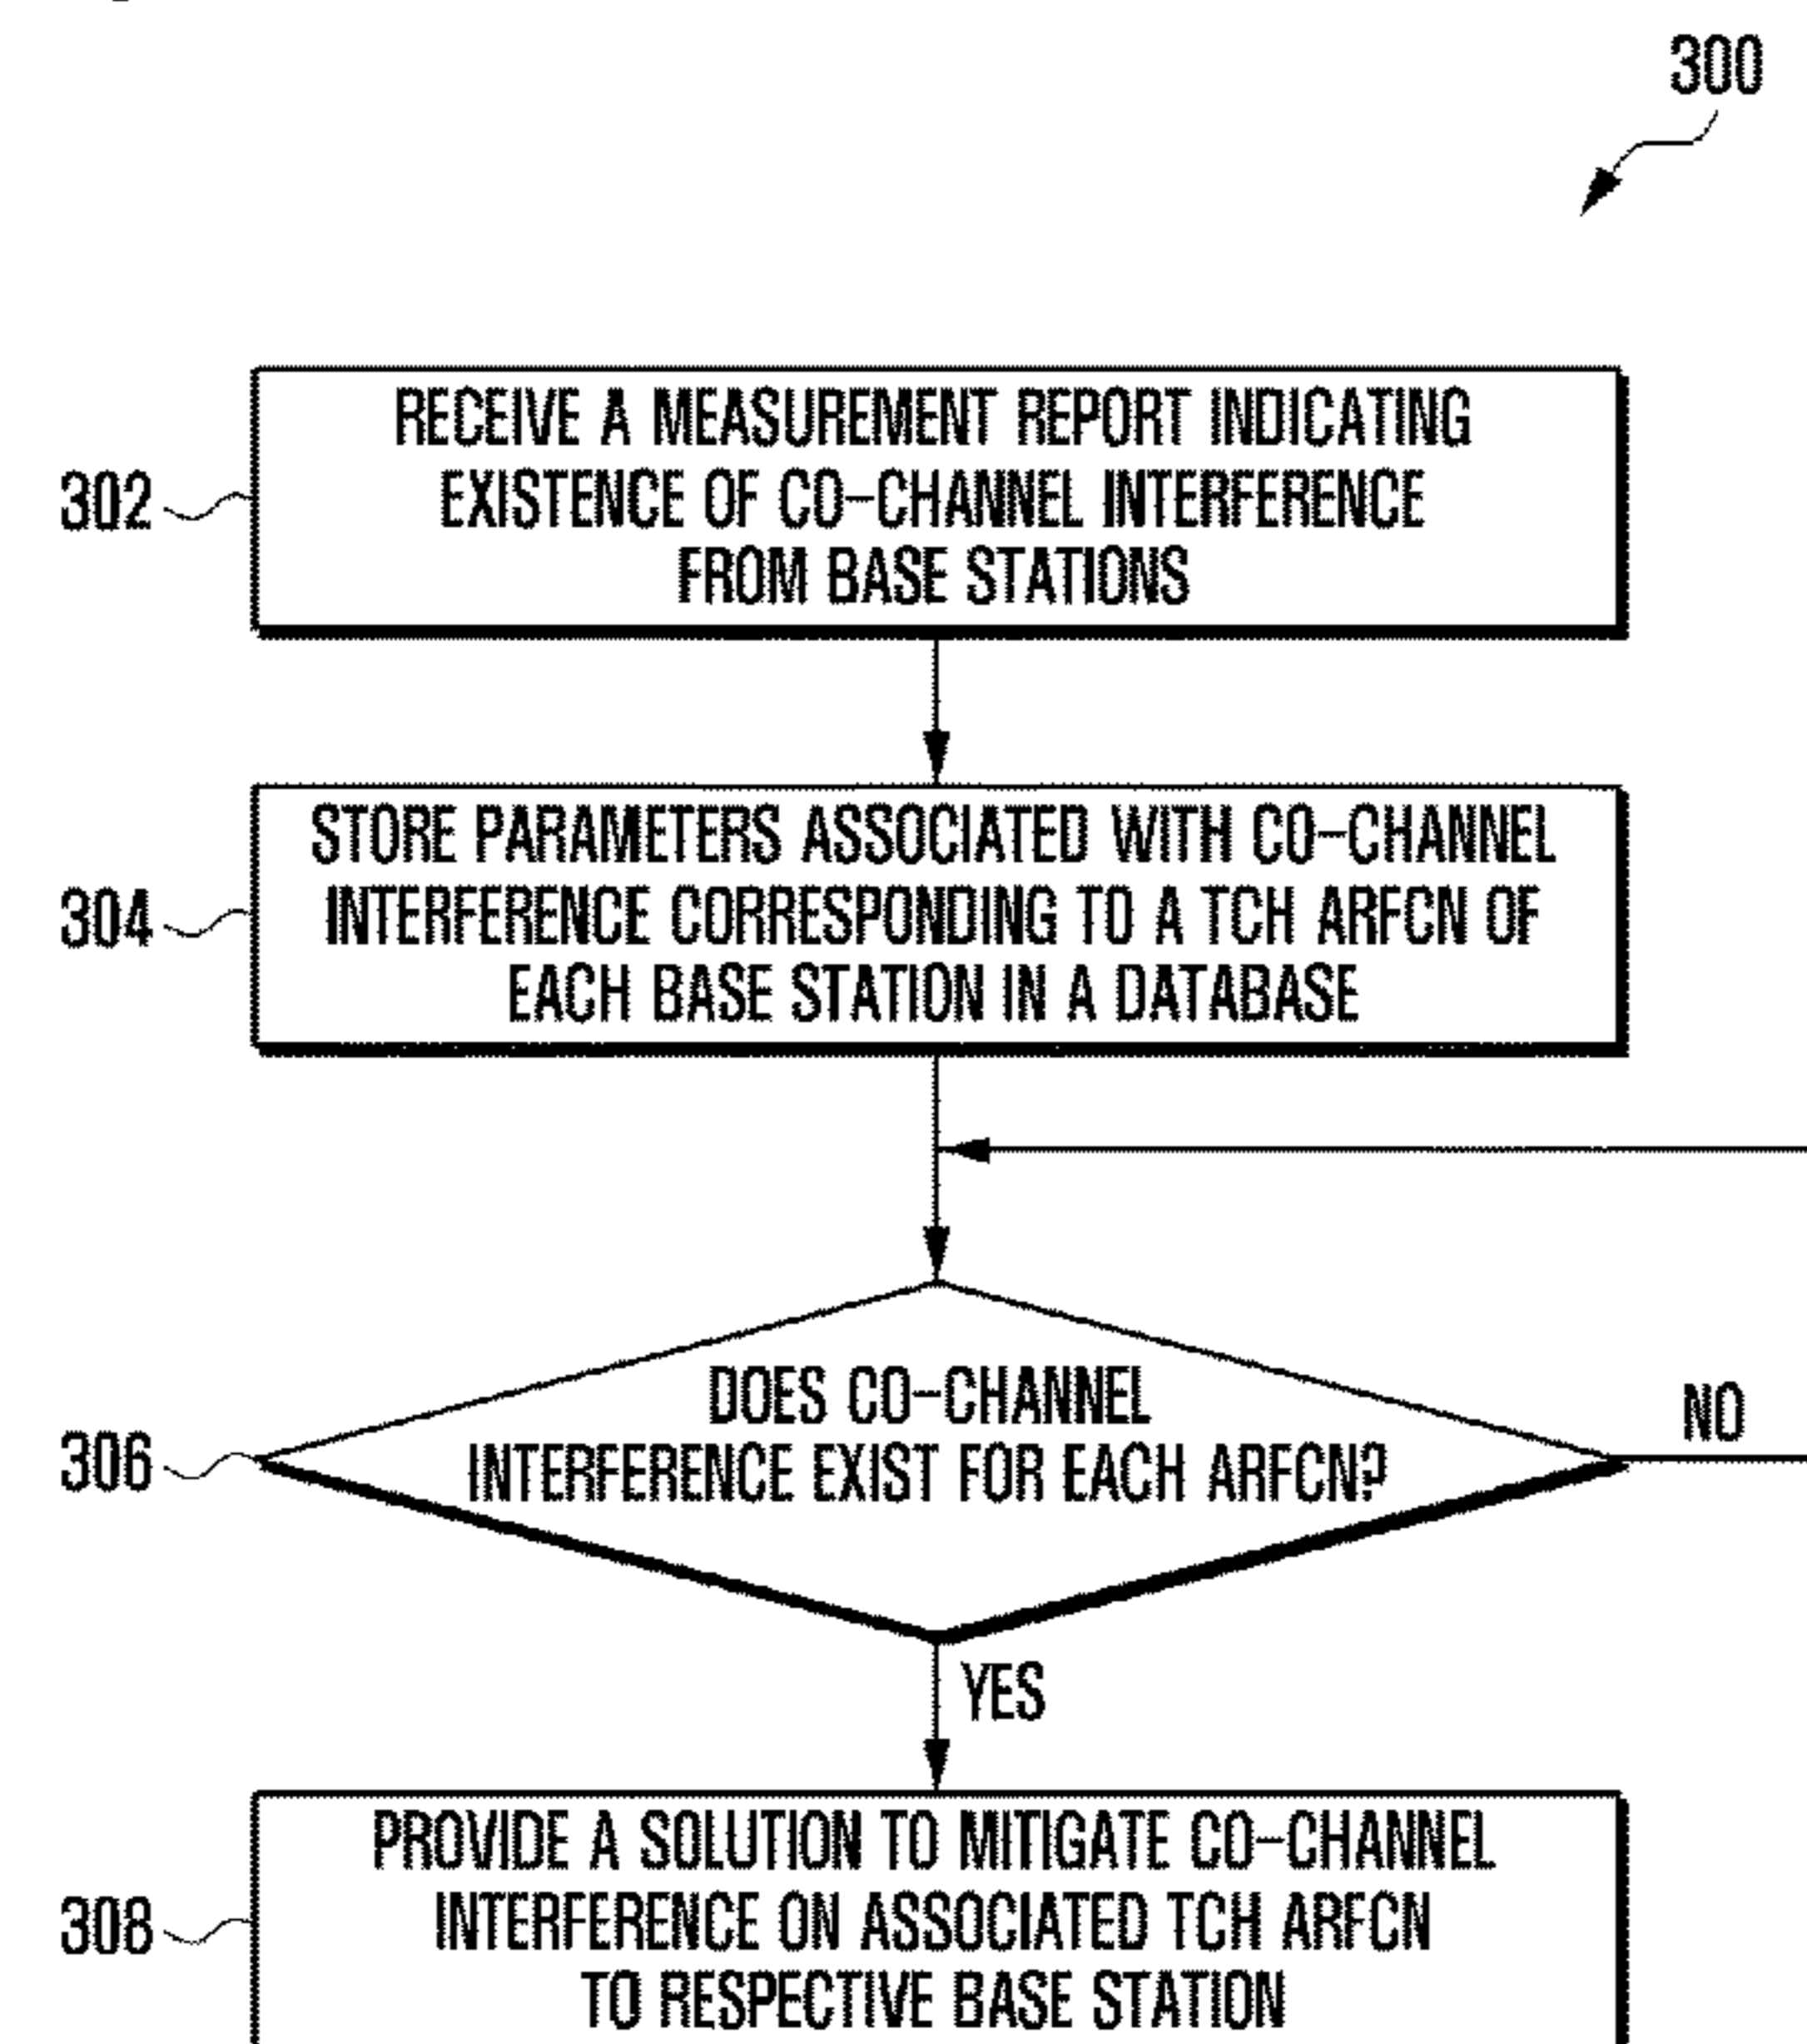 300
RECEIVE A MEASUREMENT REPORT INDICATING
EXISTENCE OF CO-CHANNEL INTERFERENCE
FROM BASE STATIONS
302
STORE PARAMETERS ASSOCIATED WITH CO-CHANNEL
INTERFERENCE CORRESPONDING TO A TCH ARFCN OF
EACH BASE STATION IN A DATABASE
304
DOES CO-CHANNEL
INTERFERENCE EXIST FOR EACH ARFCN?
306
NO
YES
PROVIDE A SOLUTION TO MITIGATE CO-CHANNEL
INTERFERENCE ON ASSOCIATED TCH ARFCN
TO RESPECTIVE BASE STATION
308